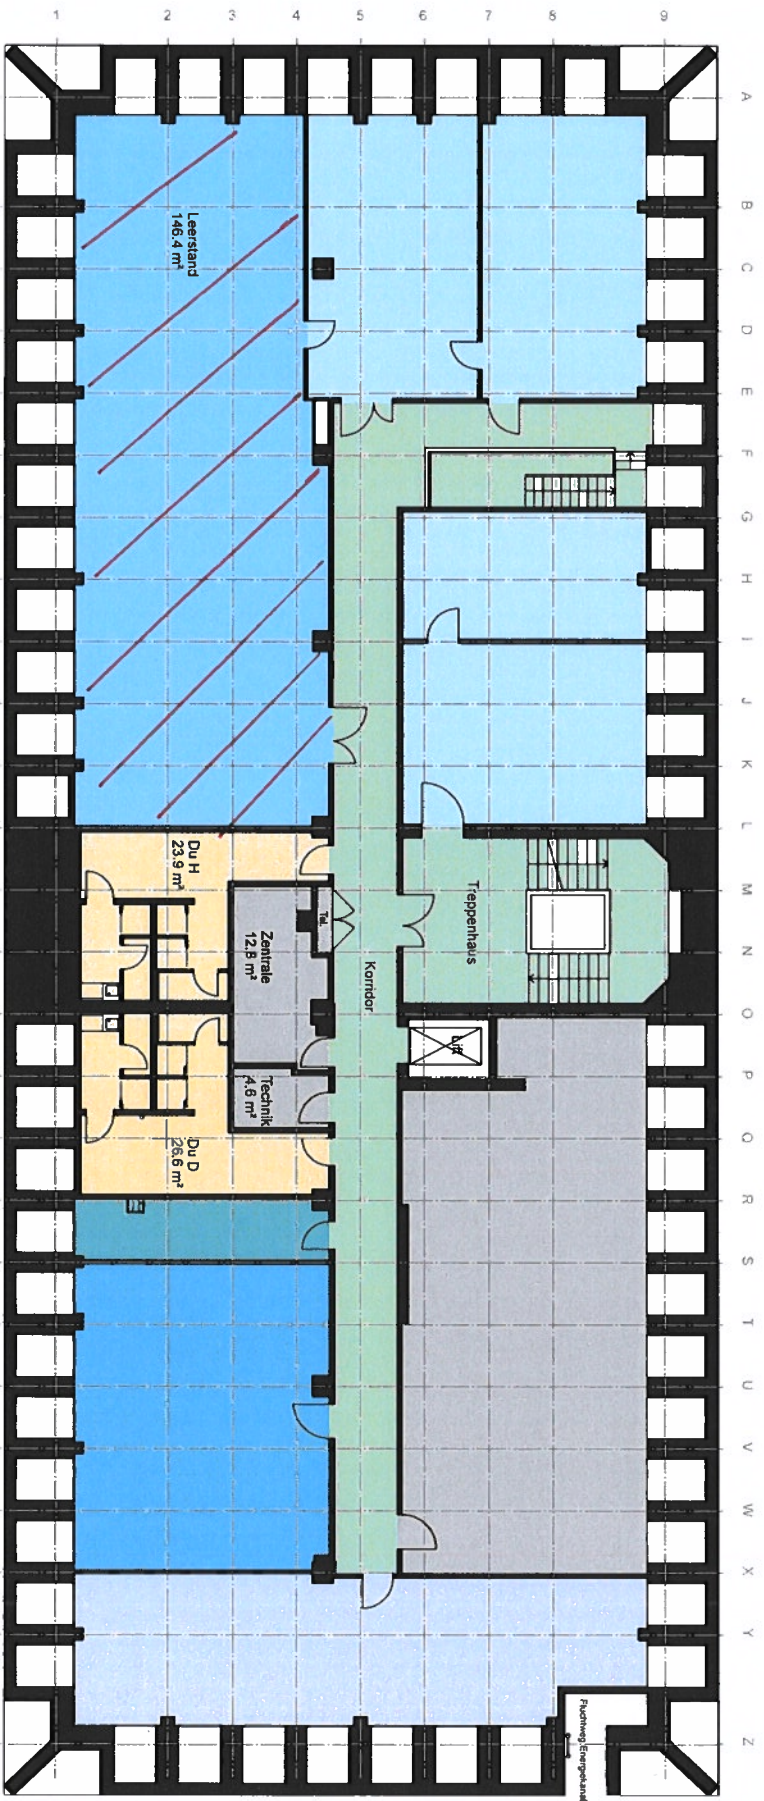 1 2 3 4 5 6 7 8 9
A
B
C
D
E
F
G
H
I
J
K
L
M
N
O
P
Q
R
S
T
U
V
W
X
Y
Z
Leerstand
146.4 m²
Du H
23.9 m²
Tel.
Zentrale
12.8 m²
Treppenhaus
Korridor
Lift
Technik
4.6 m²
Du D
26.6 m²
Fluchtweg/Energiekanal